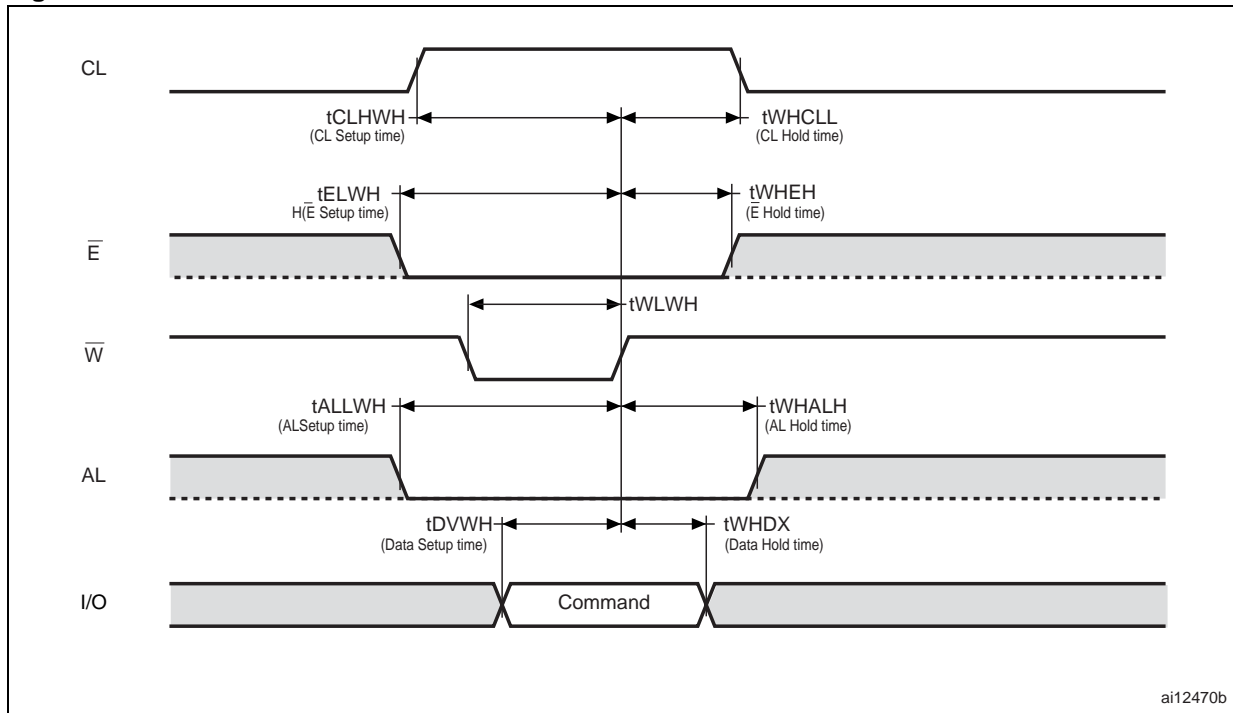 CL
tCLHWH
(CL Setup time)
tWHCLL
(CL Hold time)
tELWH
H(E̅ Setup time)
tWHEH
(E̅ Hold time)
E̅
tWLWH
W̅
tALLWH
(ALSetup time)
tWHALH
(AL Hold time)
AL
tDVWH
(Data Setup time)
tWHDX
(Data Hold time)
I/O
Command
ai12470b